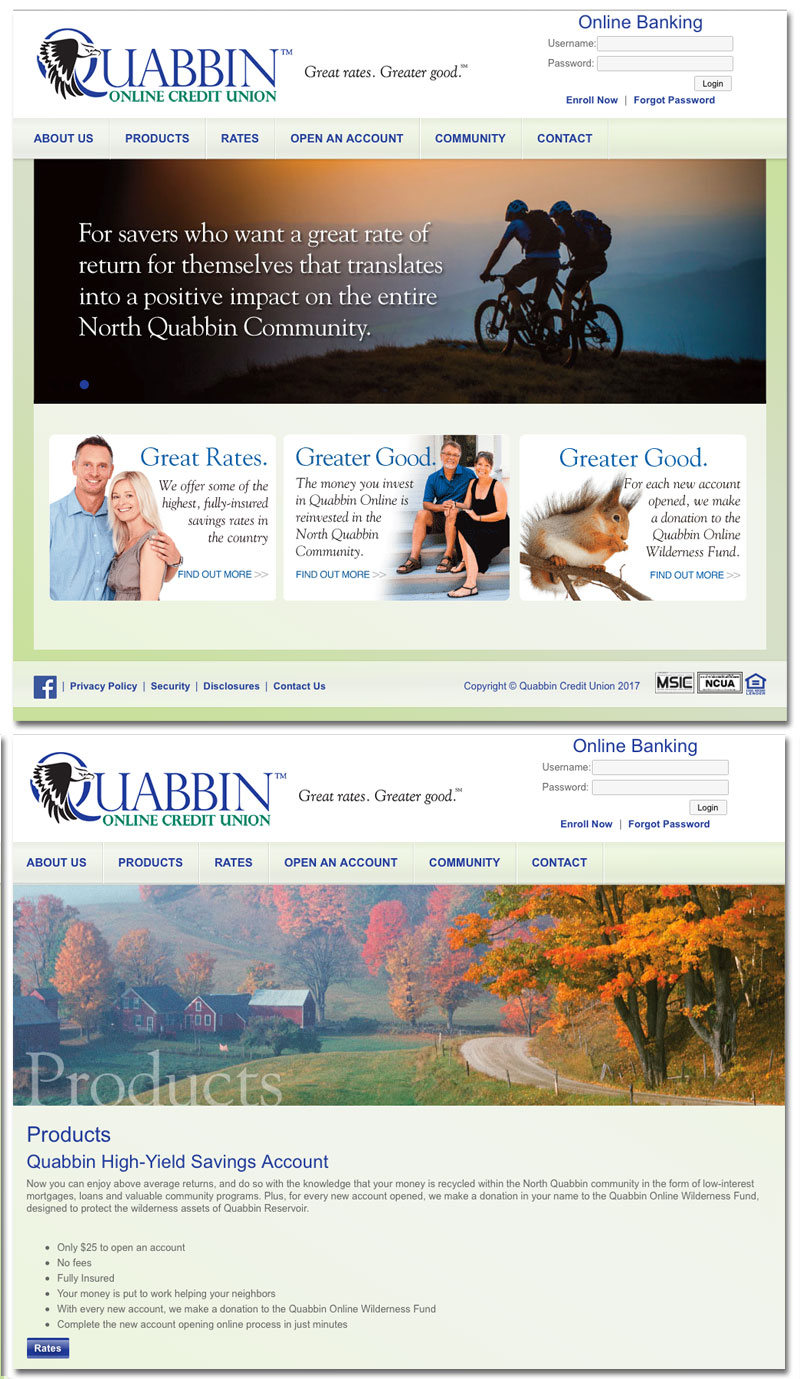 QUABBIN™
ONLINE CREDIT UNION
Great rates. Greater good.℠
Online Banking
Username:
Password:
Login
Enroll Now | Forgot Password
ABOUT US PRODUCTS RATES OPEN AN ACCOUNT COMMUNITY CONTACT
For savers who want a great rate of
return for themselves that translates
into a positive impact on the entire
North Quabbin Community.
Great Rates.
We offer some of the
highest, fully-insured
savings rates in
the country
FIND OUT MORE >>
Greater Good.
The money you invest
in Quabbin Online is
reinvested in the
North Quabbin
Community.
FIND OUT MORE >>
Greater Good.
For each new account
opened, we make
a donation to the
Quabbin Online
Wilderness Fund.
FIND OUT MORE >>
| Privacy Policy | Security | Disclosures | Contact Us
Copyright © Quabbin Credit Union 2017
MSIC
NCUA
QUABBIN™
ONLINE CREDIT UNION
Great rates. Greater good.℠
Online Banking
Username:
Password:
Login
Enroll Now | Forgot Password
ABOUT US PRODUCTS RATES OPEN AN ACCOUNT COMMUNITY CONTACT
Products
Products
Quabbin High-Yield Savings Account
Now you can enjoy above average returns, and do so with the knowledge that your money is recycled within the North Quabbin community in the form of low-interest
mortgages, loans and valuable community programs. Plus, for every new account opened, we make a donation in your name to the Quabbin Online Wilderness Fund,
designed to protect the wilderness assets of Quabbin Reservoir.
• Only $25 to open an account
• No fees
• Fully Insured
• Your money is put to work helping your neighbors
• With every new account, we make a donation to the Quabbin Online Wilderness Fund
• Complete the new account opening online process in just minutes
Rates